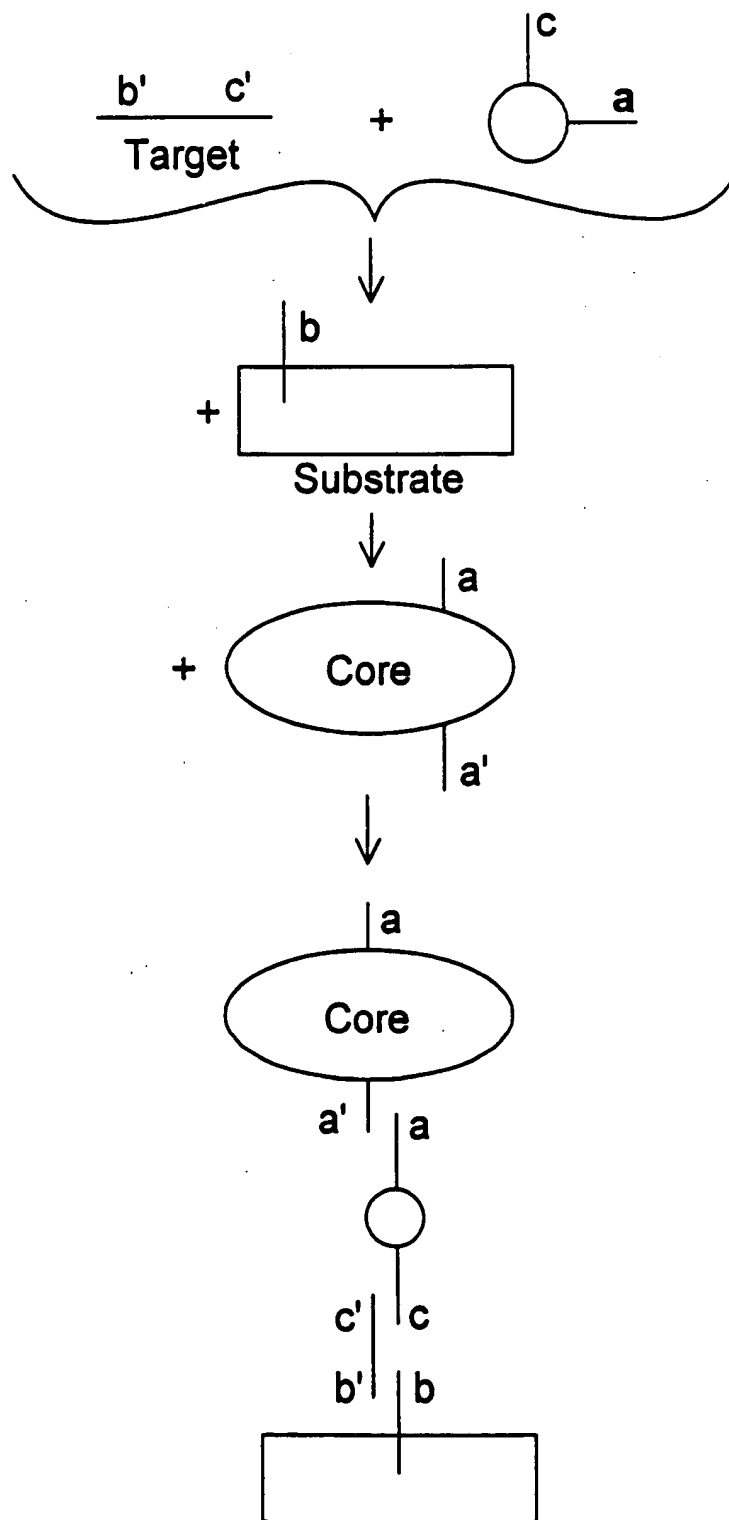 c
b' c'
+
a
Target
b
+
Substrate
a
+ Core
a'
a
Core
a' a
c' c
b' b